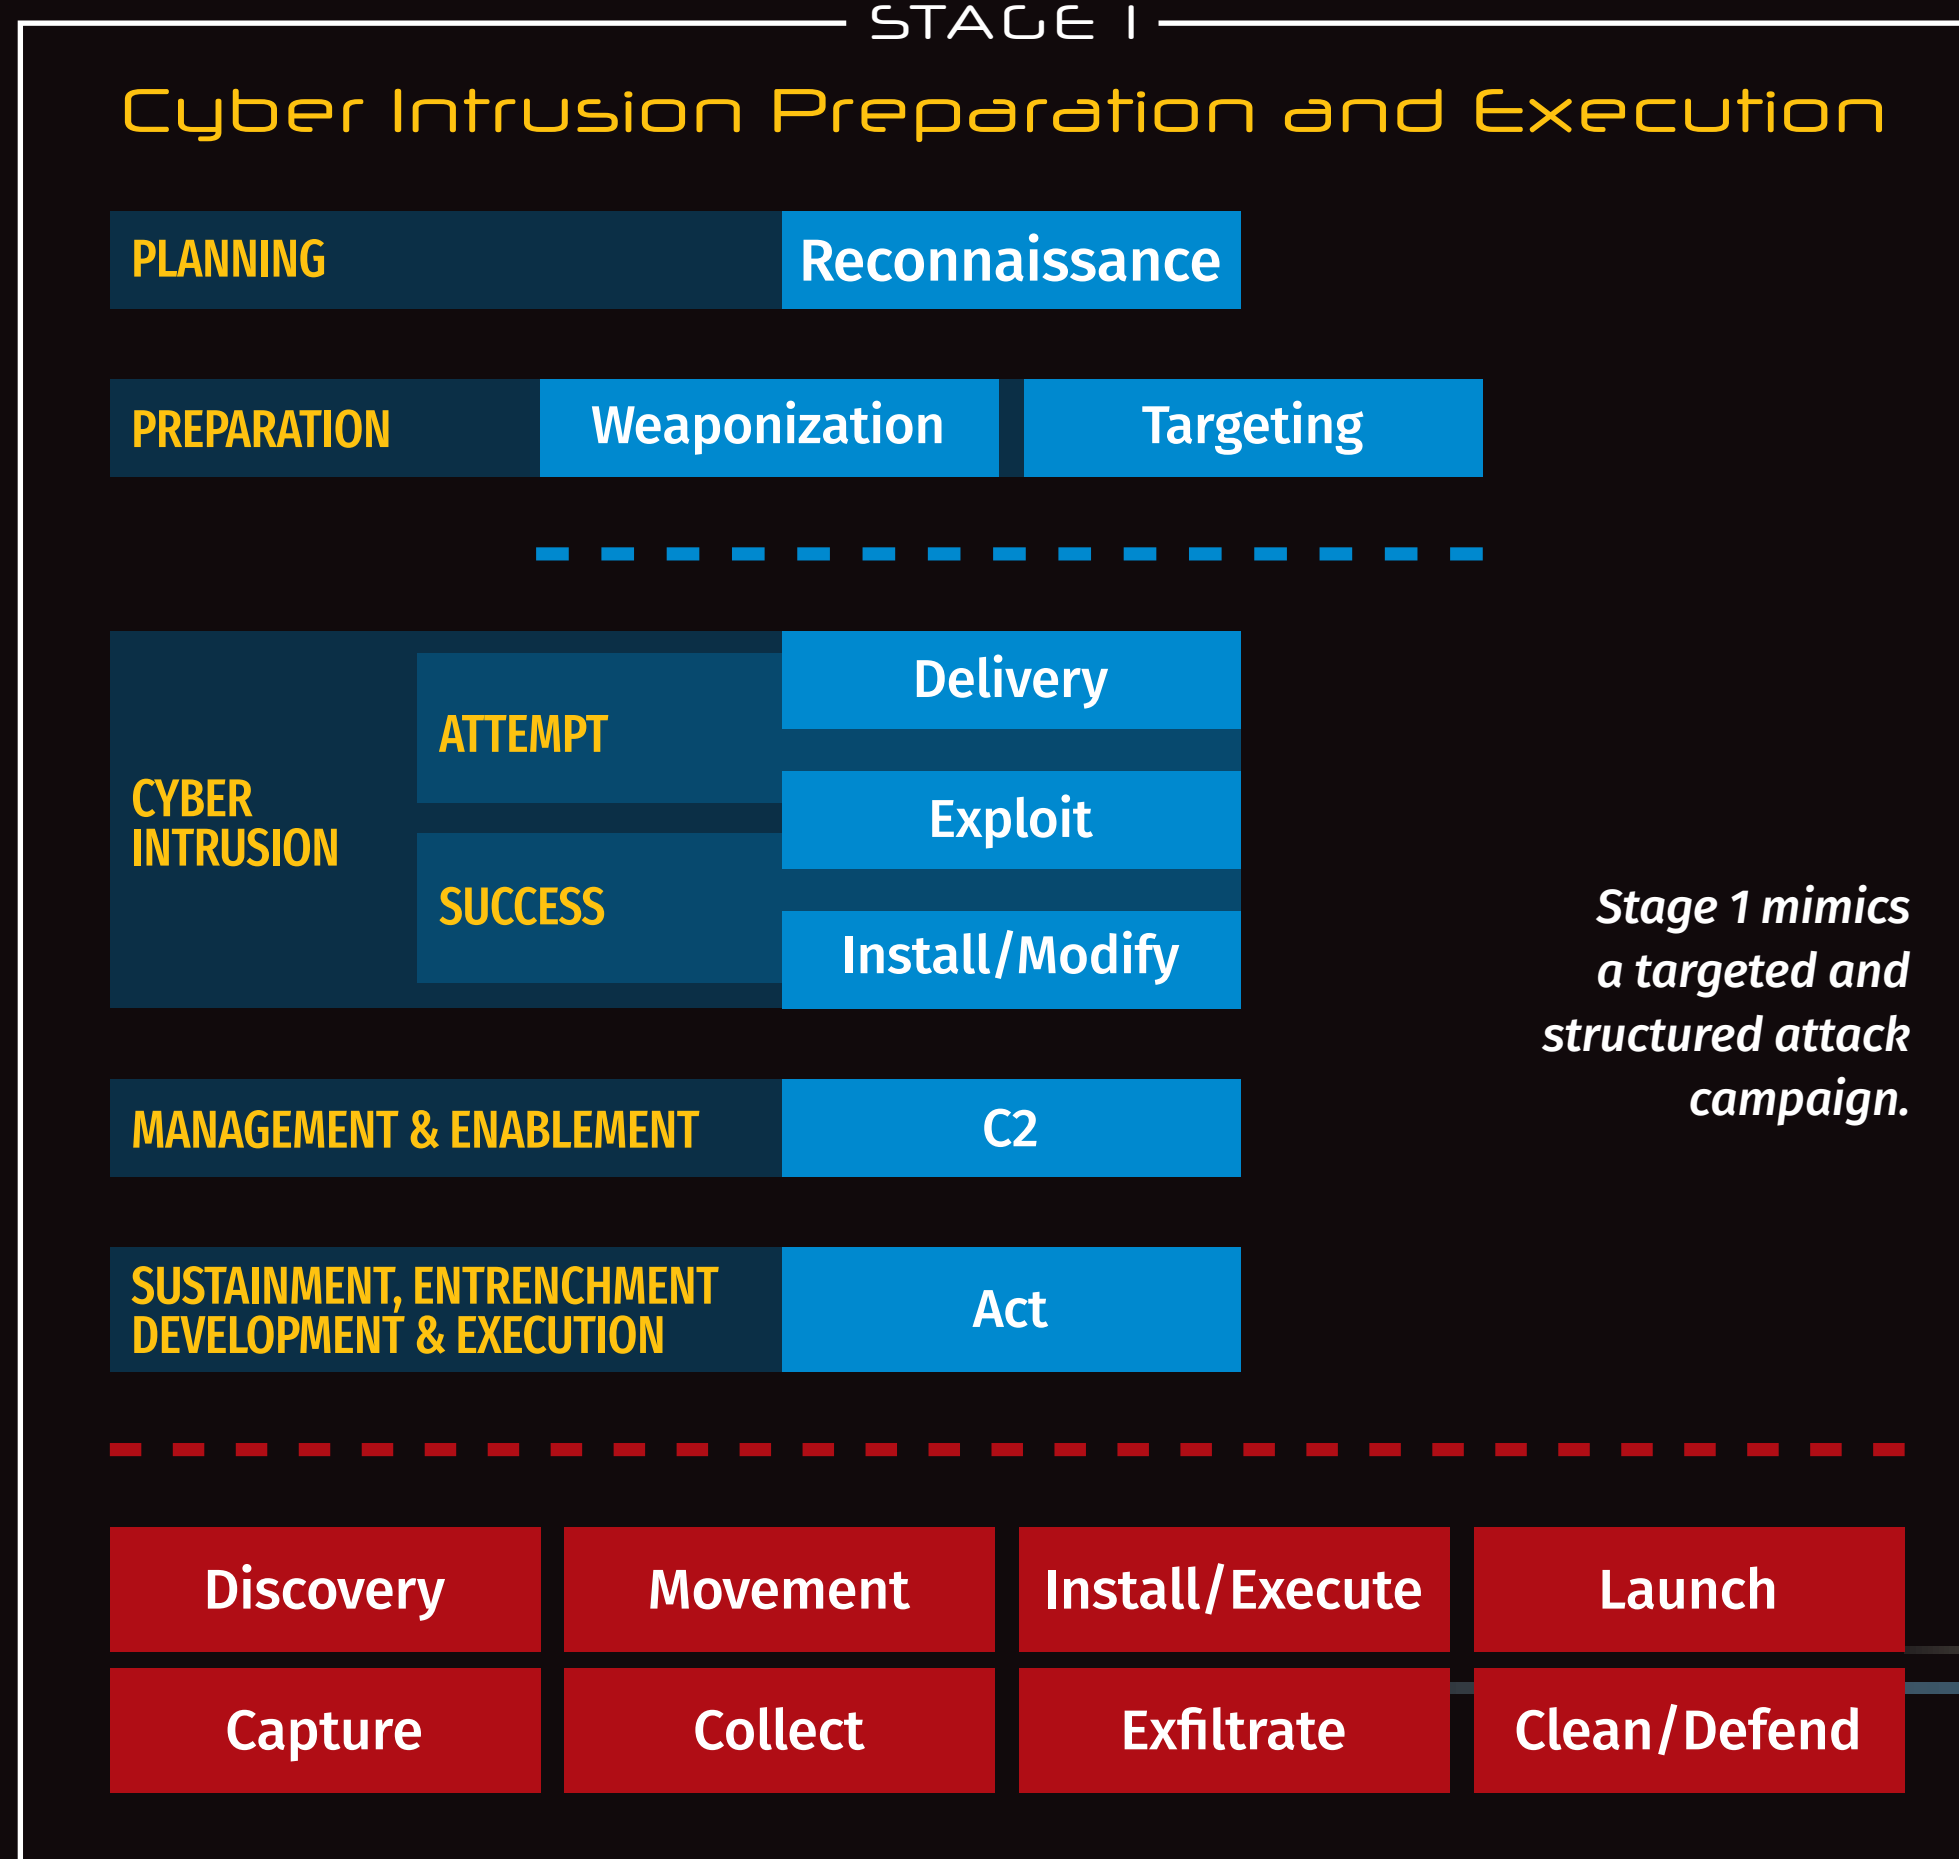 STAGE 1
Cyber Intrusion Preparation and Execution
PLANNING
Reconnaissance
PREPARATION
Weaponization
Targeting
CYBER
INTRUSION
ATTEMPT
SUCCESS
Delivery
Exploit
Install/Modify
Stage 1 mimics
a targeted and
structured attack
campaign.
MANAGEMENT & ENABLEMENT
C2
SUSTAINMENT, ENTRENCHMENT
DEVELOPMENT & EXECUTION
Act
Discovery
Movement
Install/Execute
Launch
Capture
Collect
Exfiltrate
Clean/Defend